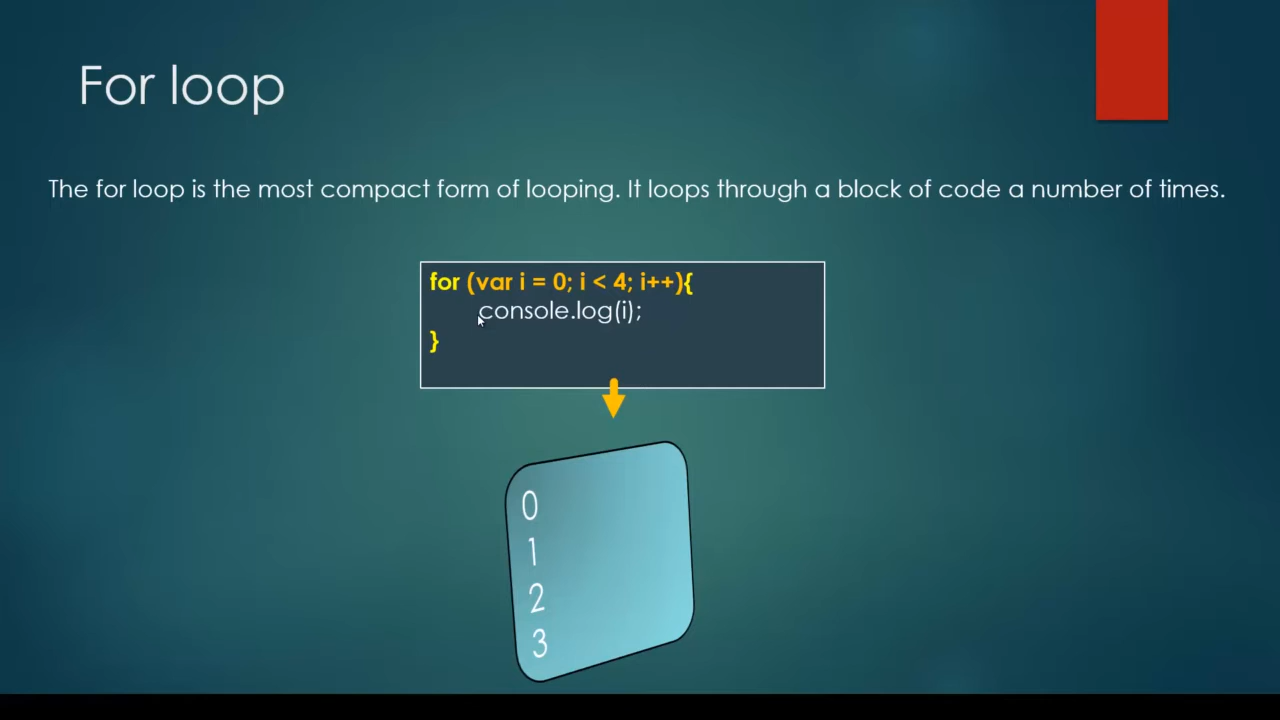 For loop
The for loop is the most compact form of looping. It loops through a block of code a number of times.
for (var i = 0; i < 4; i++){
console.log(i);
}
0
1
2
3